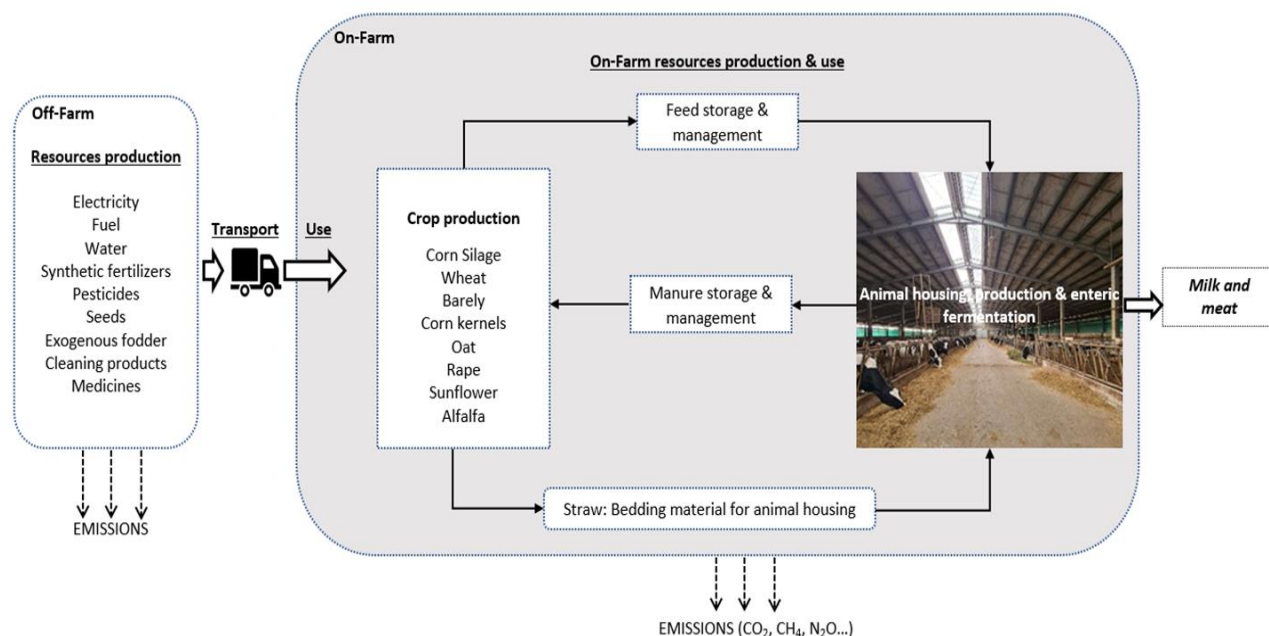 On-Farm
On-Farm resources production & use
Off-Farm
Resources production
Electricity
Fuel
Water
Synthetic fertilizers
Pesticides
Seeds
Exogenous fodder
Cleaning products
Medicines
EMISSIONS
Transport
Use
Feed storage &
management
Crop production
Corn Silage
Wheat
Barely
Corn kernels
Oat
Rape
Sunflower
Alfalfa
Manure storage &
management
Animal housing, production & enteric
fermentation
Milk and
meat
Straw: Bedding material for animal housing
EMISSIONS (CO₂, CH₄, N₂O...)